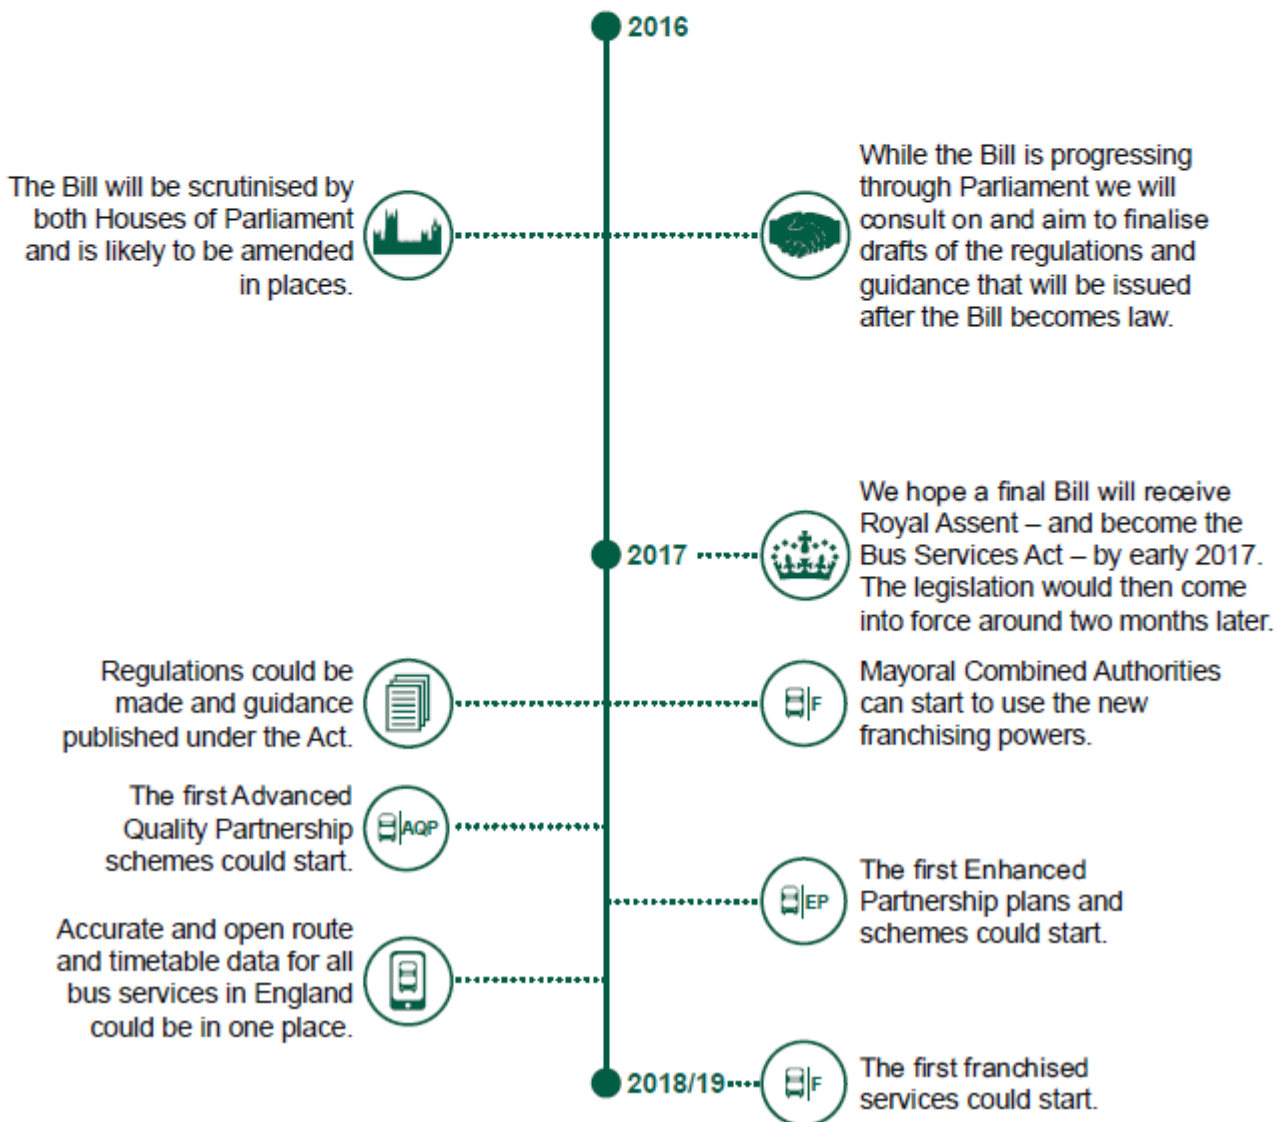 2016
The Bill will be scrutinised by
both Houses of Parliament
and is likely to be amended
in places.
While the Bill is progressing
through Parliament we will
consult on and aim to finalise
drafts of the regulations and
guidance that will be issued
after the Bill becomes law.
2017
We hope a final Bill will receive
Royal Assent – and become the
Bus Services Act – by early 2017.
The legislation would then come
into force around two months later.
Regulations could be
made and guidance
published under the Act.
F
Mayoral Combined Authorities
can start to use the new
franchising powers.
The first Advanced
Quality Partnership
schemes could start.
AQP
EP
The first Enhanced
Partnership plans and
schemes could start.
Accurate and open route
and timetable data for all
bus services in England
could be in one place.
2018/19
F
The first franchised
services could start.